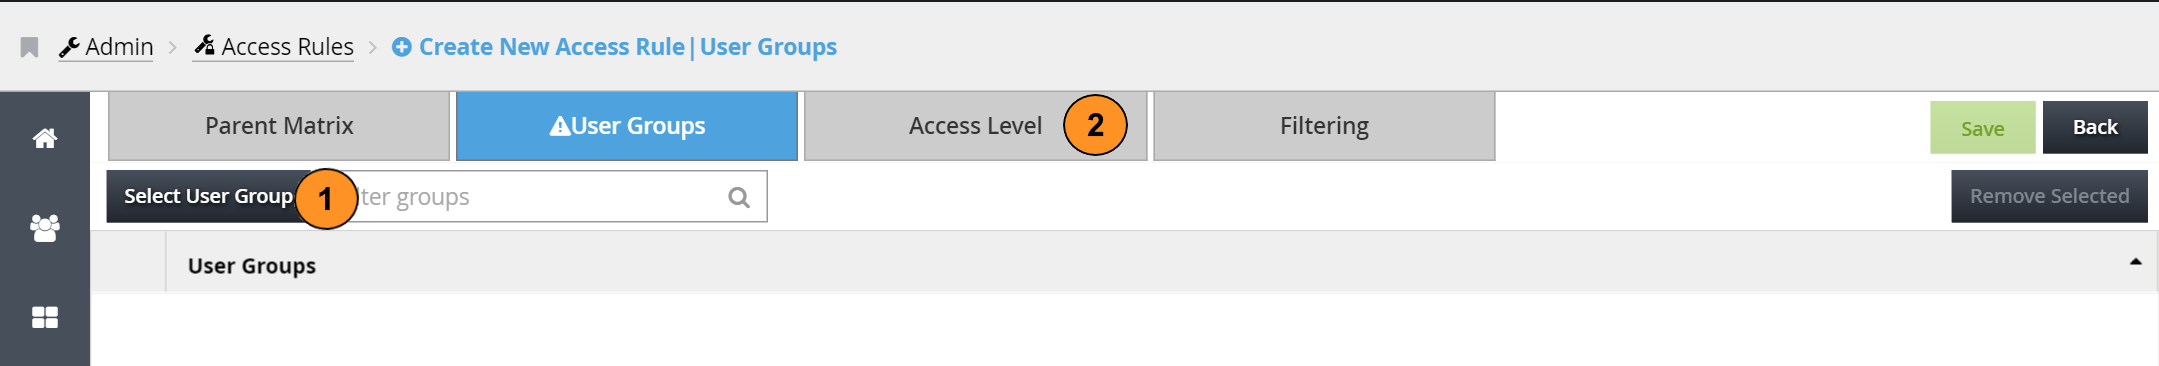 Admin > Access Rules > Create New Access Rule|User Groups
Parent Matrix User Groups Access Level 2 Filtering Save Back
Select User Group 1 ter groups Remove Selected
User Groups